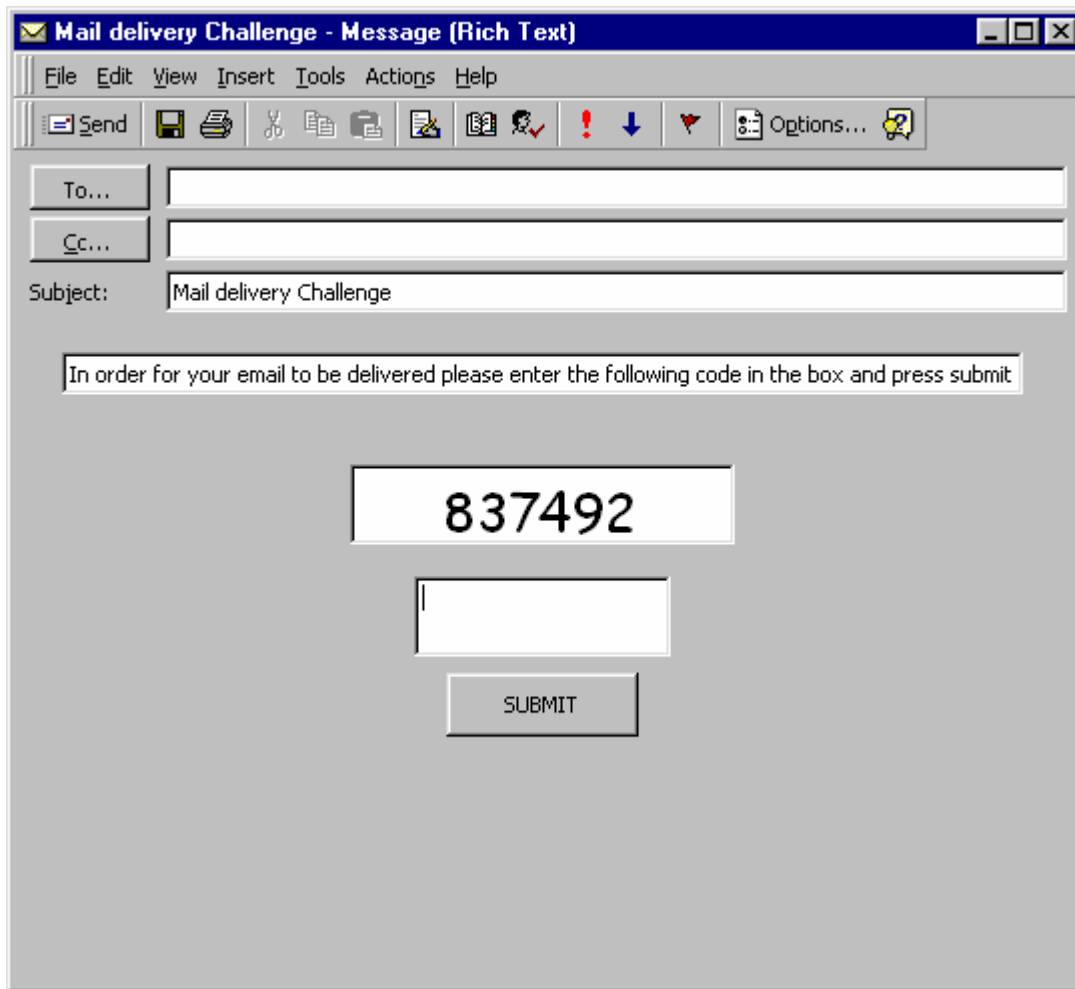 Mail delivery Challenge - Message (Rich Text)
File Edit View Insert Tools Actions Help
Send Options...
To...
Cc...
Subject: Mail delivery Challenge
In order for your email to be delivered please enter the following code in the box and press submit
837492
SUBMIT